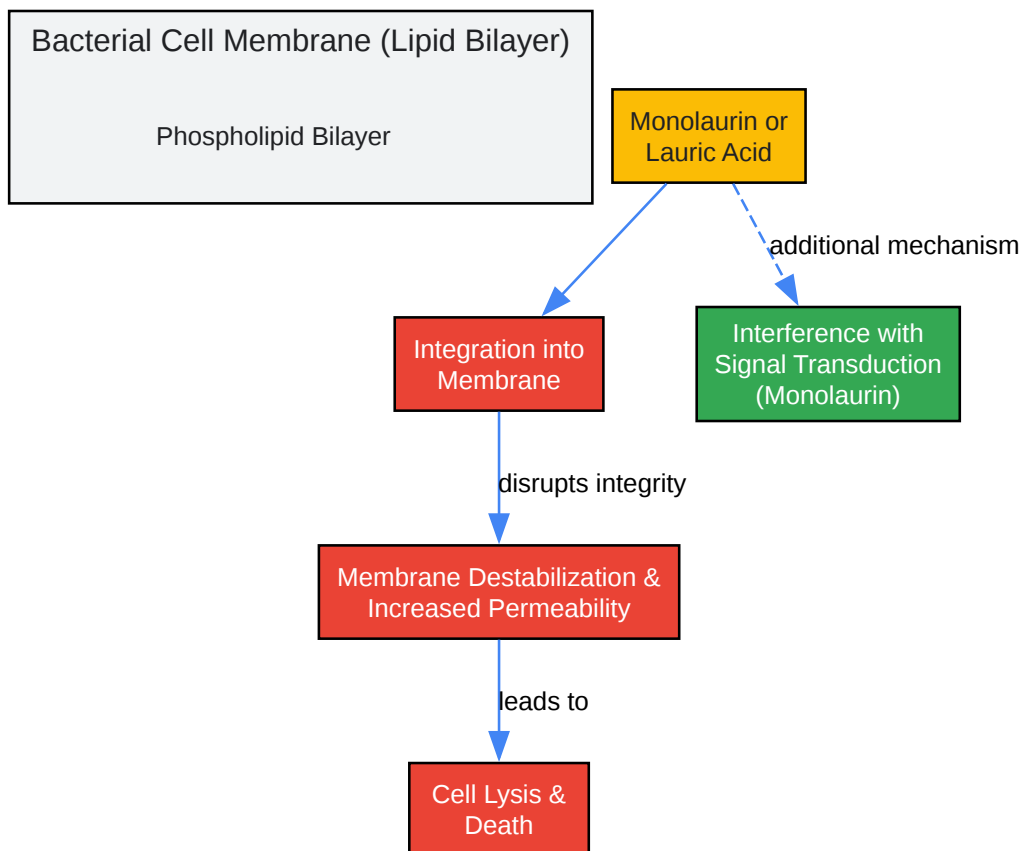 Bacterial Cell Membrane (Lipid Bilayer)
Phospholipid Bilayer
Monolaurin or
Lauric Acid
additional mechanism
Integration into
Membrane
Interference with
Signal Transduction
(Monolaurin)
disrupts integrity
Membrane Destabilization &
Increased Permeability
leads to
Cell Lysis &
Death